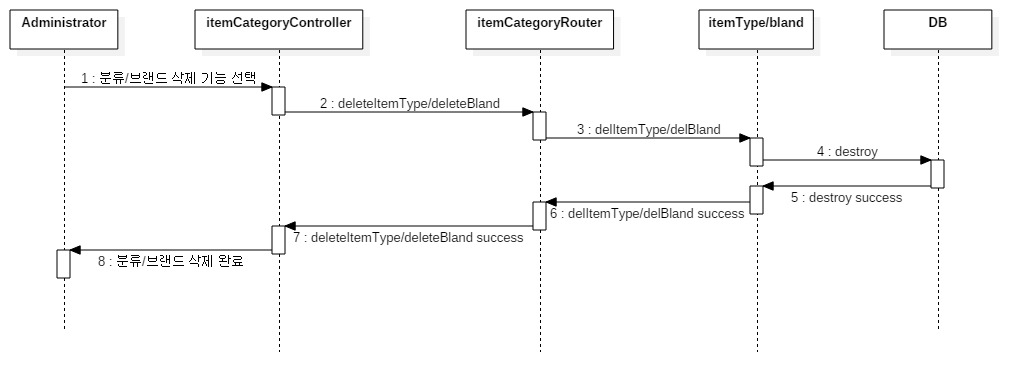 Administrator
itemCategoryController
itemCategoryRouter
itemType/bland
DB
1 : 분류/브랜드 삭제 기능 선택
2 : deleteItemType/deleteBland
3 : delItemType/delBland
4 : destroy
5 : destroy success
6 : delItemType/delBland success
7 : deleteItemType/deleteBland success
8 : 분류/브랜드 삭제 완료